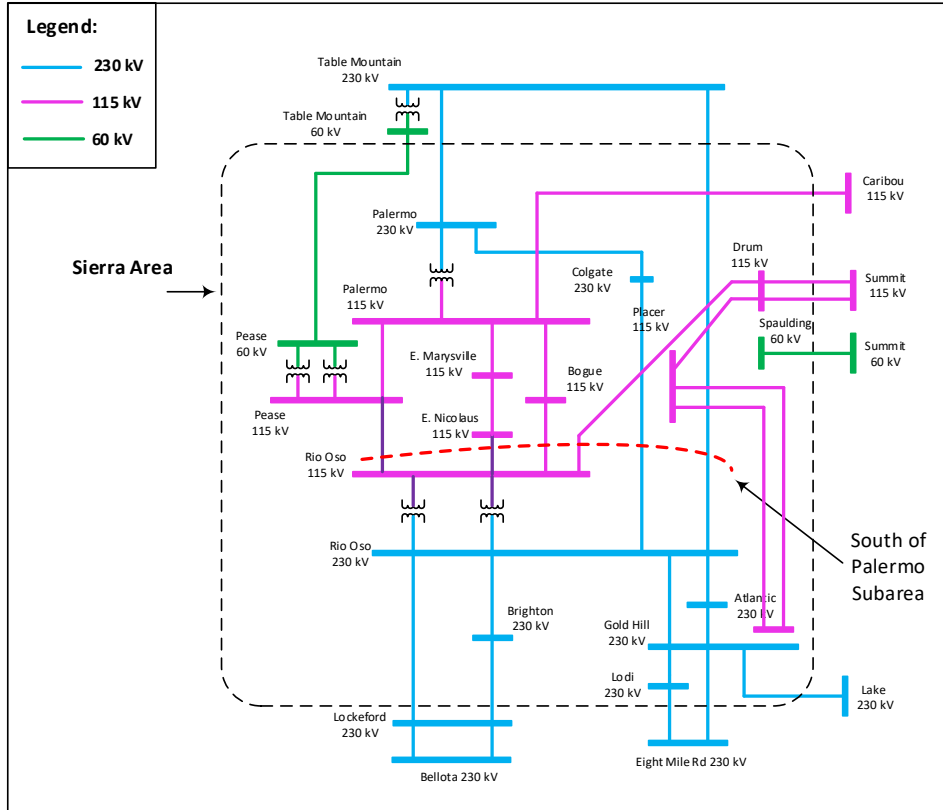 Legend:
230 kV
115 kV
60 kV
Table Mountain
230 kV
Table Mountain
60 kV
Caribou
115 kV
Palermo
230 kV
Sierra Area
Colgate
230 kV
Drum
115 kV
Summit
115 kV
Palermo
115 kV
Placer
115 kV
Spaulding
60 kV
Summit
60 kV
Pease
60 kV
E. Marysville
115 kV
Bogue
115 kV
Pease
115 kV
E. Nicolaus
115 kV
Rio Oso
115 kV
South of
Palermo
Subarea
Rio Oso
230 kV
Brighton
230 kV
Atlantic
230 kV
Gold Hill
230 kV
Lodi
230 kV
Lake
230 kV
Lockeford
230 kV
Bellota 230 kV
Eight Mile Rd 230 kV